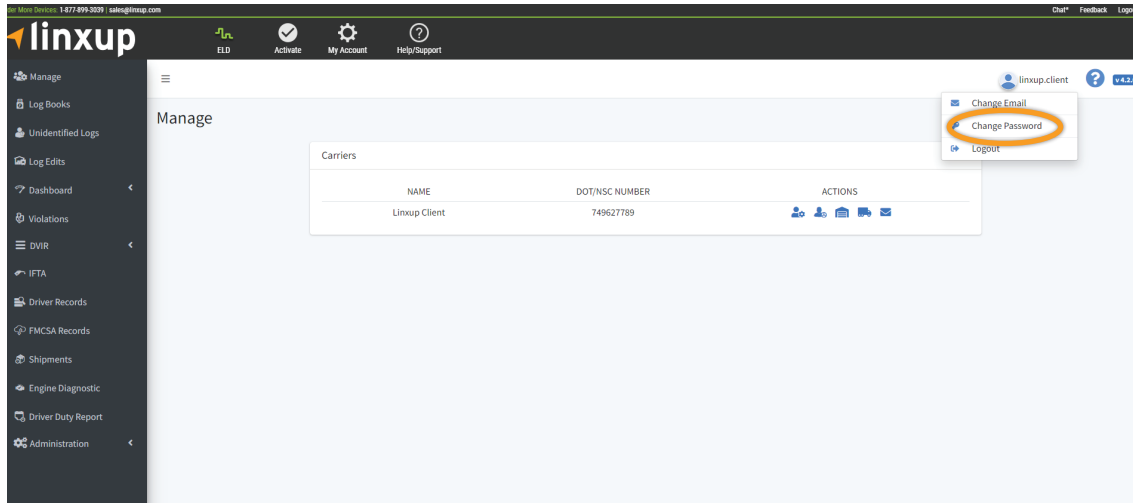 der More Devices: 1-877-899-3039 | sales@linxup.com
Chat* Feedback Logo
linxup
ELD
Activate
My Account
Help/Support
Manage
Log Books
Unidentified Logs
Log Edits
Dashboard
Violations
DVIR
IFTA
Driver Records
FMCSA Records
Shipments
Engine Diagnostic
Driver Duty Report
Administration
linxup.client
? v 4.2.
Change Email
Change Password
Logout
Manage
Carriers
NAME DOT/NSC NUMBER ACTIONS
Linxup Client 749627789